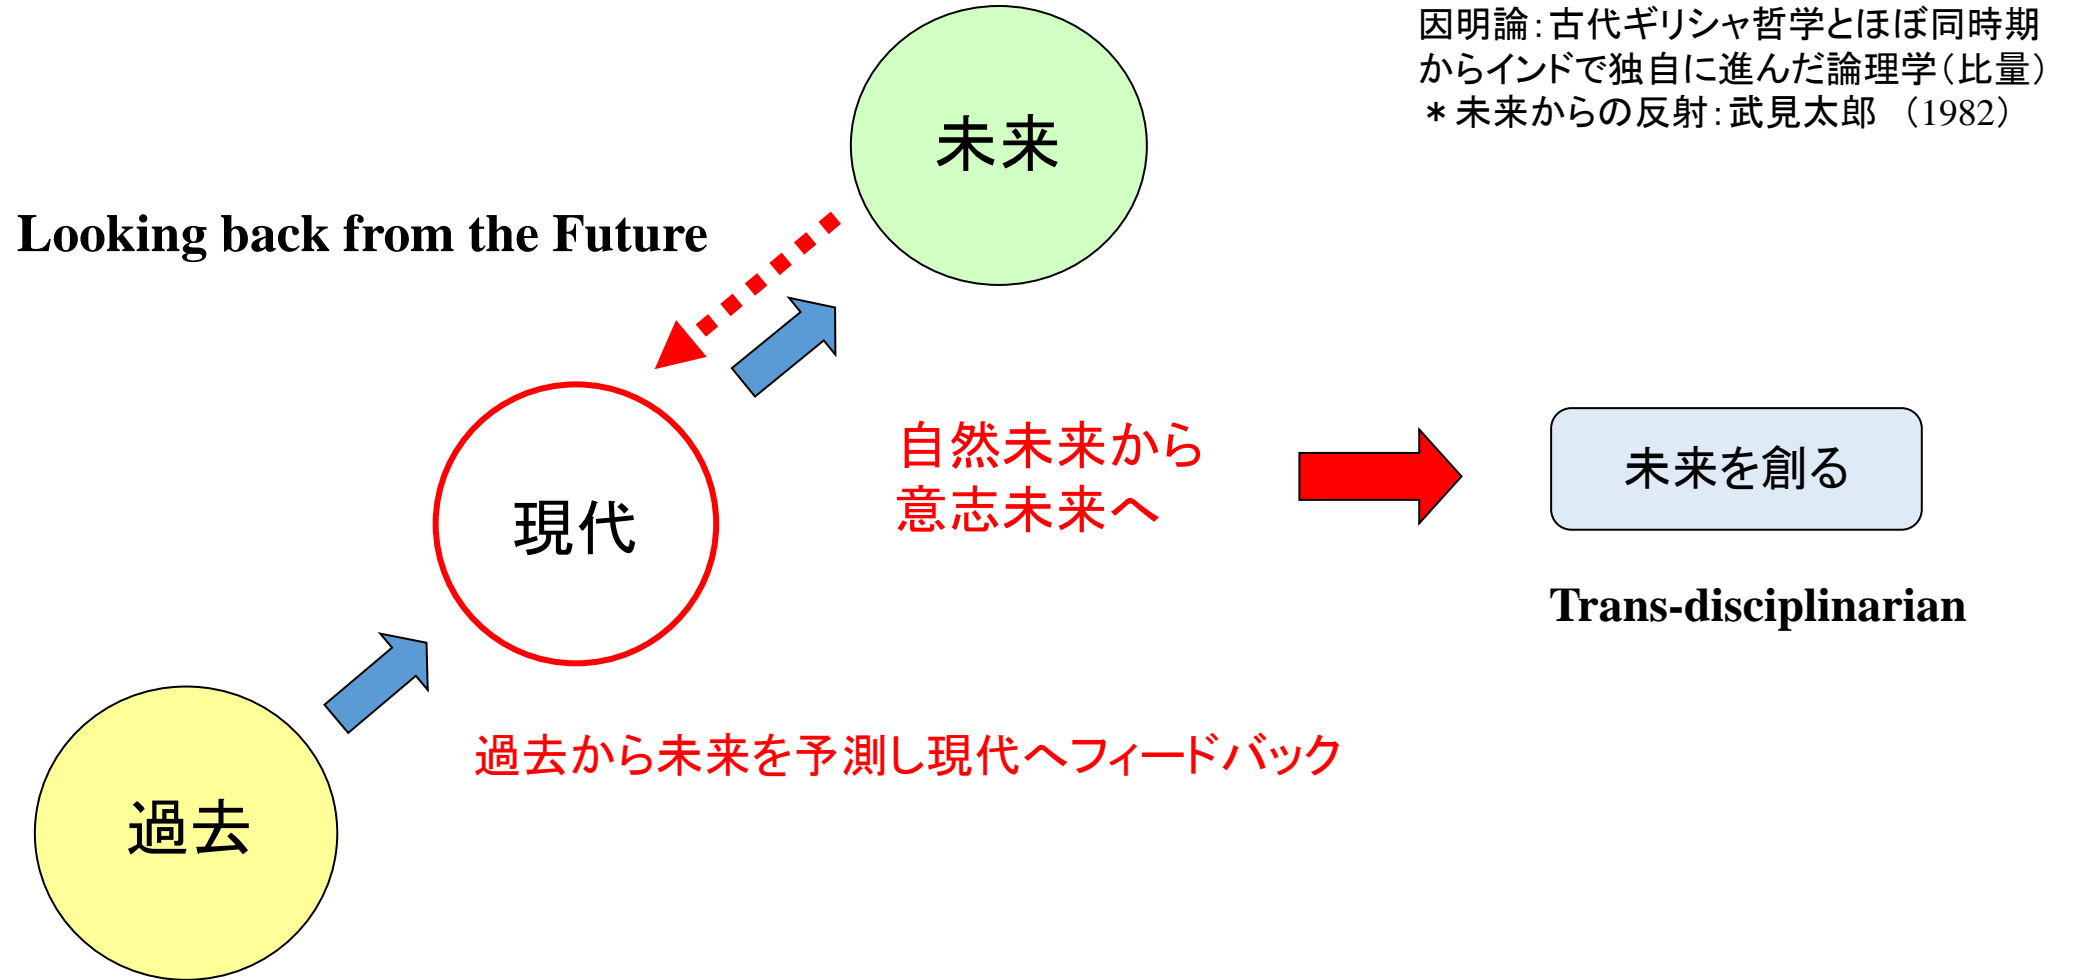 因明論：古代ギリシャ哲学とほぼ同時期
からインドで独自に進んだ論理学（比量）
＊未来からの反射：武見太郎　（1982）
未来
Looking back from the Future
自然未来から
意志未来へ
未来を創る
現代
Trans-disciplinarian
過去から未来を予測し現代へフィードバック
過去